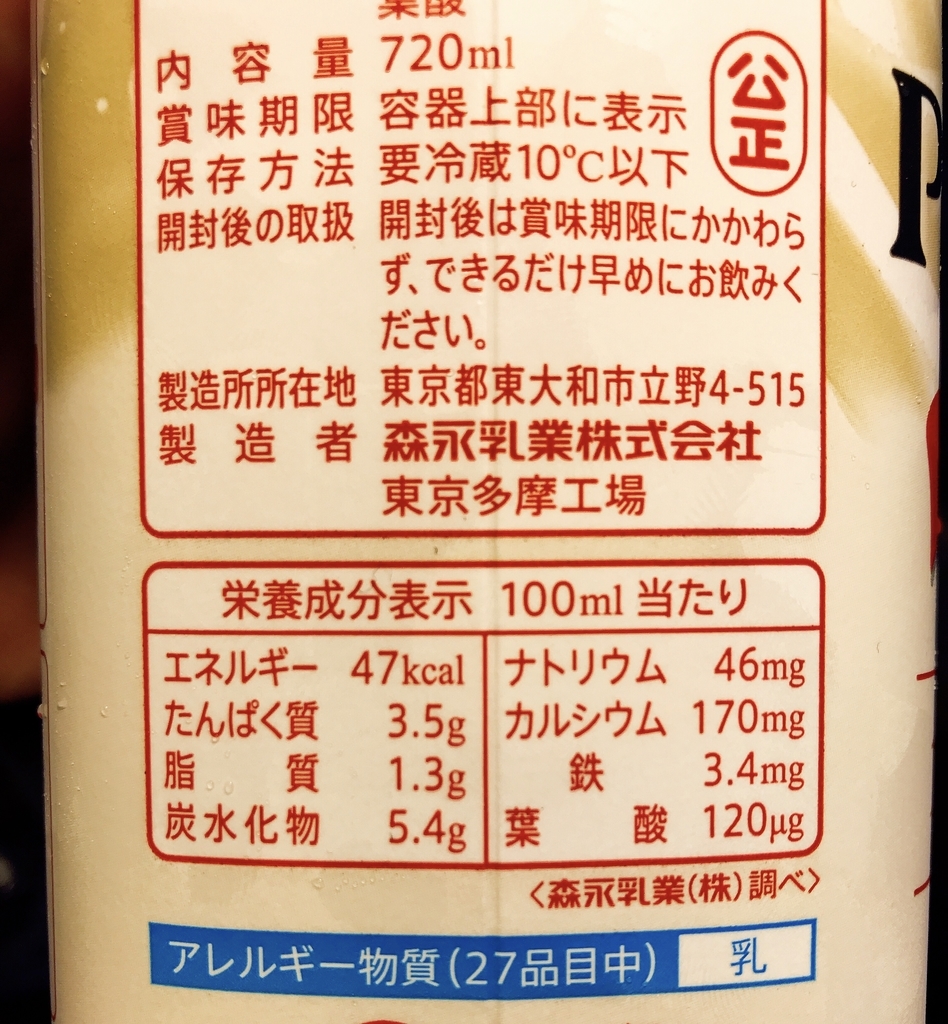 葉酸
内容量 720ml
賞味期限 容器上部に表示
公正
保存方法 要冷蔵10℃以下
開封後の取扱 開封後は賞味期限にかかわら
ず、できるだけ早めにお飲みく
ださい。
製造所所在地 東京都東大和市立野4-515
製造者 森永乳業株式会社
東京多摩工場
栄養成分表示 100ml当たり
エネルギー 47kcal ナトリウム 46mg
たんぱく質 3.5g カルシウム 170mg
脂質 1.3g 鉄 3.4mg
炭水化物 5.4g 葉酸 120μg
〈森永乳業(株)調べ〉
アレルギー物質(27品目中) 乳